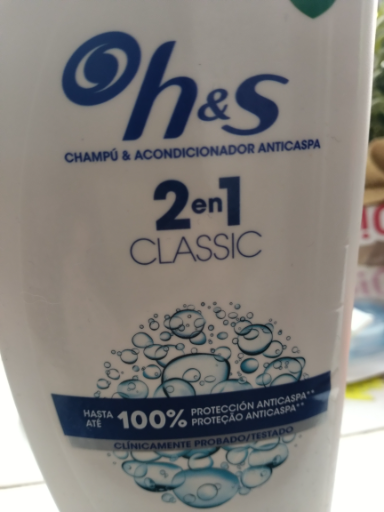 h&s
CHAMPÚ & ACONDICIONADOR ANTICASPA
2en1
CLASSIC
HASTA
ATÉ
100%
PROTECCIÓN ANTICASPA**
PROTEÇÃO ANTICASPA**
CLÍNICAMENTE PROBADO/TESTADO